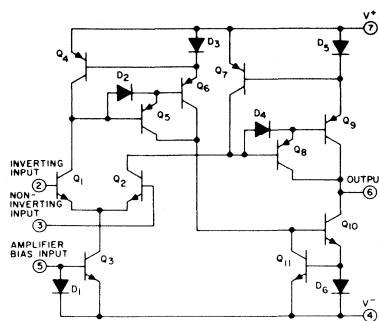 V+
7
Q4
D3
D5
Q7
D2
Q6
D4
Q9
Q5
Q8
INVERTING
INPUT
2
Q1
Q2
OUTPUT
6
NON-
INVERTING
INPUT
3
Q10
AMPLIFIER
BIAS INPUT
5
Q3
Q11
D1
D6
V-
4